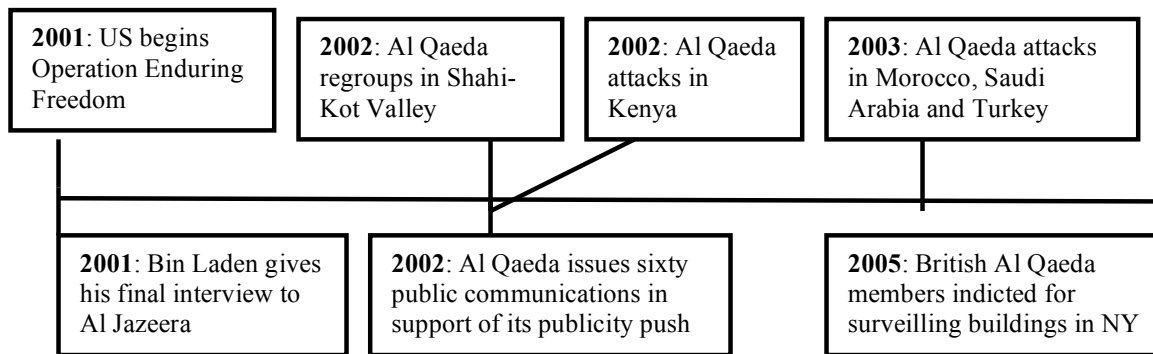 2001: US begins
Operation Enduring
Freedom
2002: Al Qaeda
regroups in Shahi-
Kot Valley
2002: Al Qaeda
attacks in
Kenya
2003: Al Qaeda attacks
in Morocco, Saudi
Arabia and Turkey
2001: Bin Laden gives
his final interview to
Al Jazeera
2002: Al Qaeda issues sixty
public communications in
support of its publicity push
2005: British Al Qaeda
members indicted for
surveilling buildings in NY